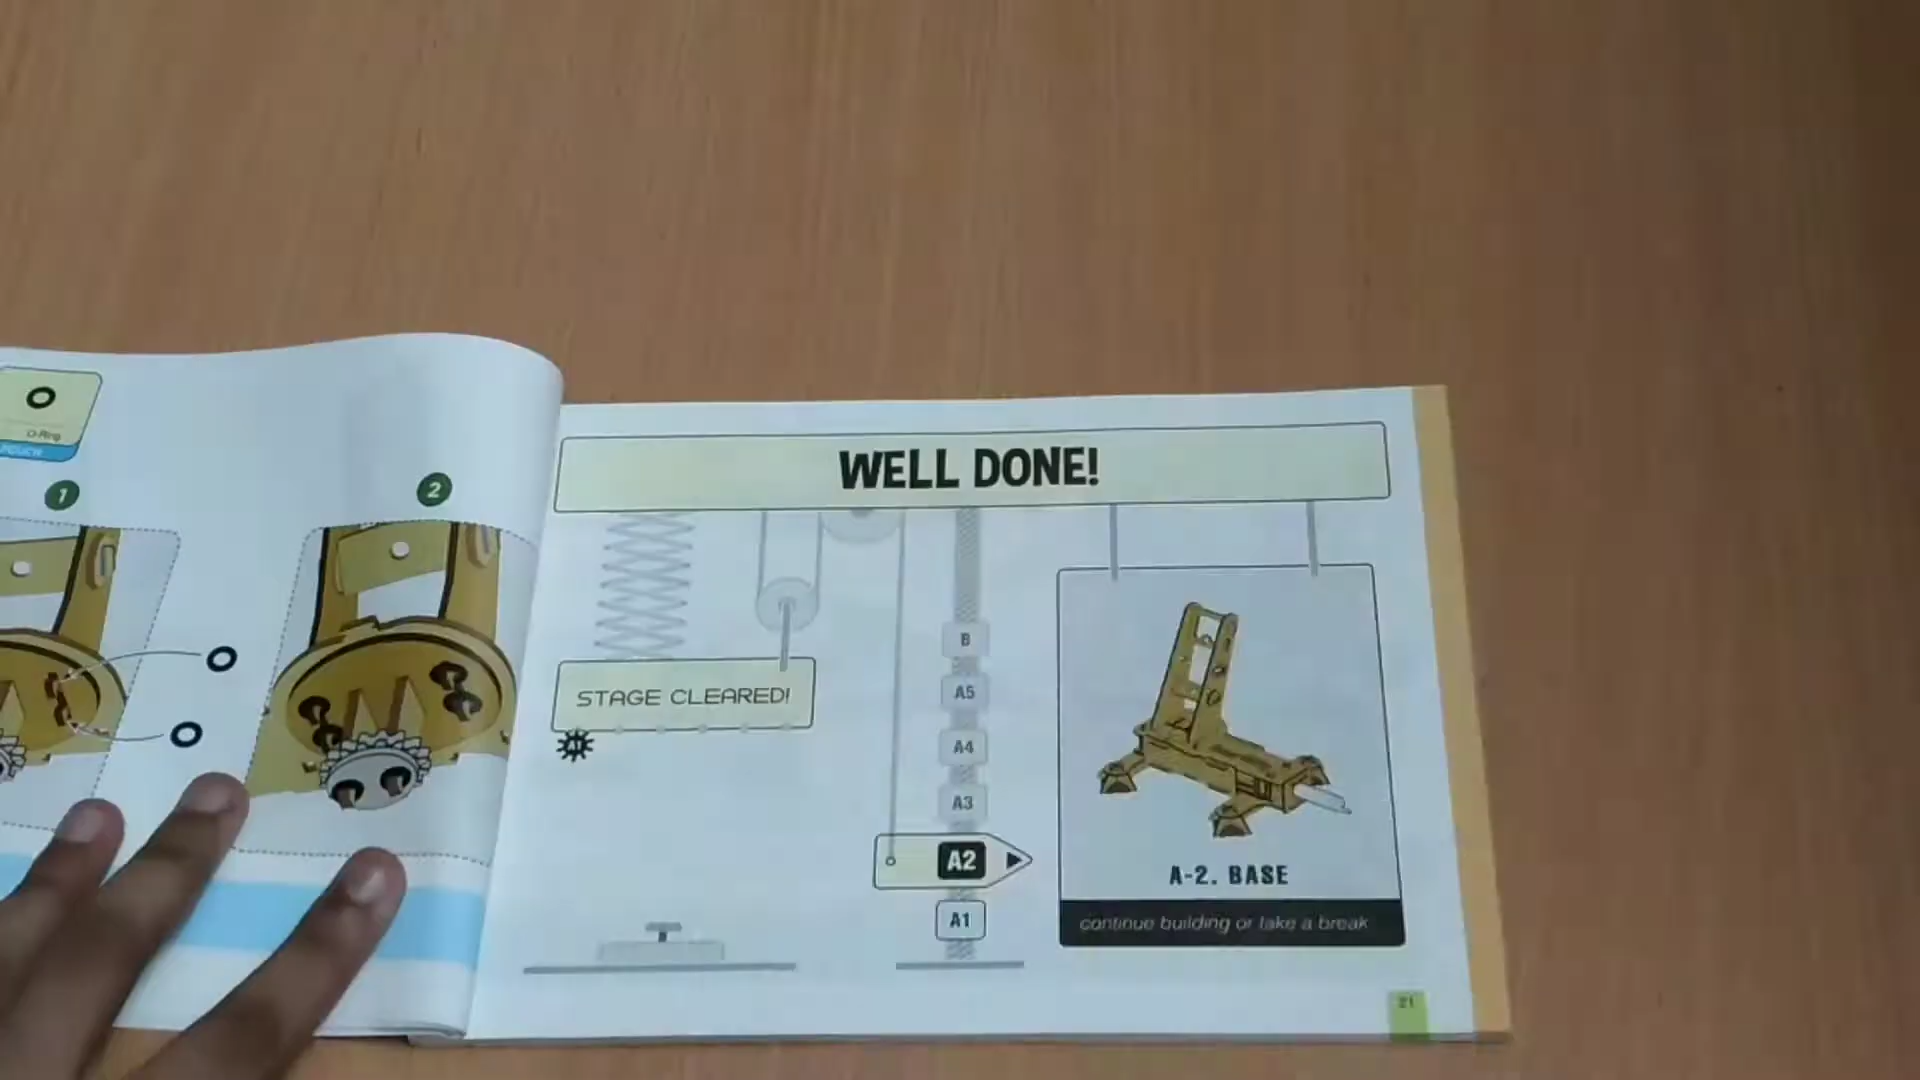 O-Ring
1
2
WELL DONE!
STAGE CLEARED!
B
A5
A4
A3
A2
A1
A-2. BASE
continue building or take a break
21